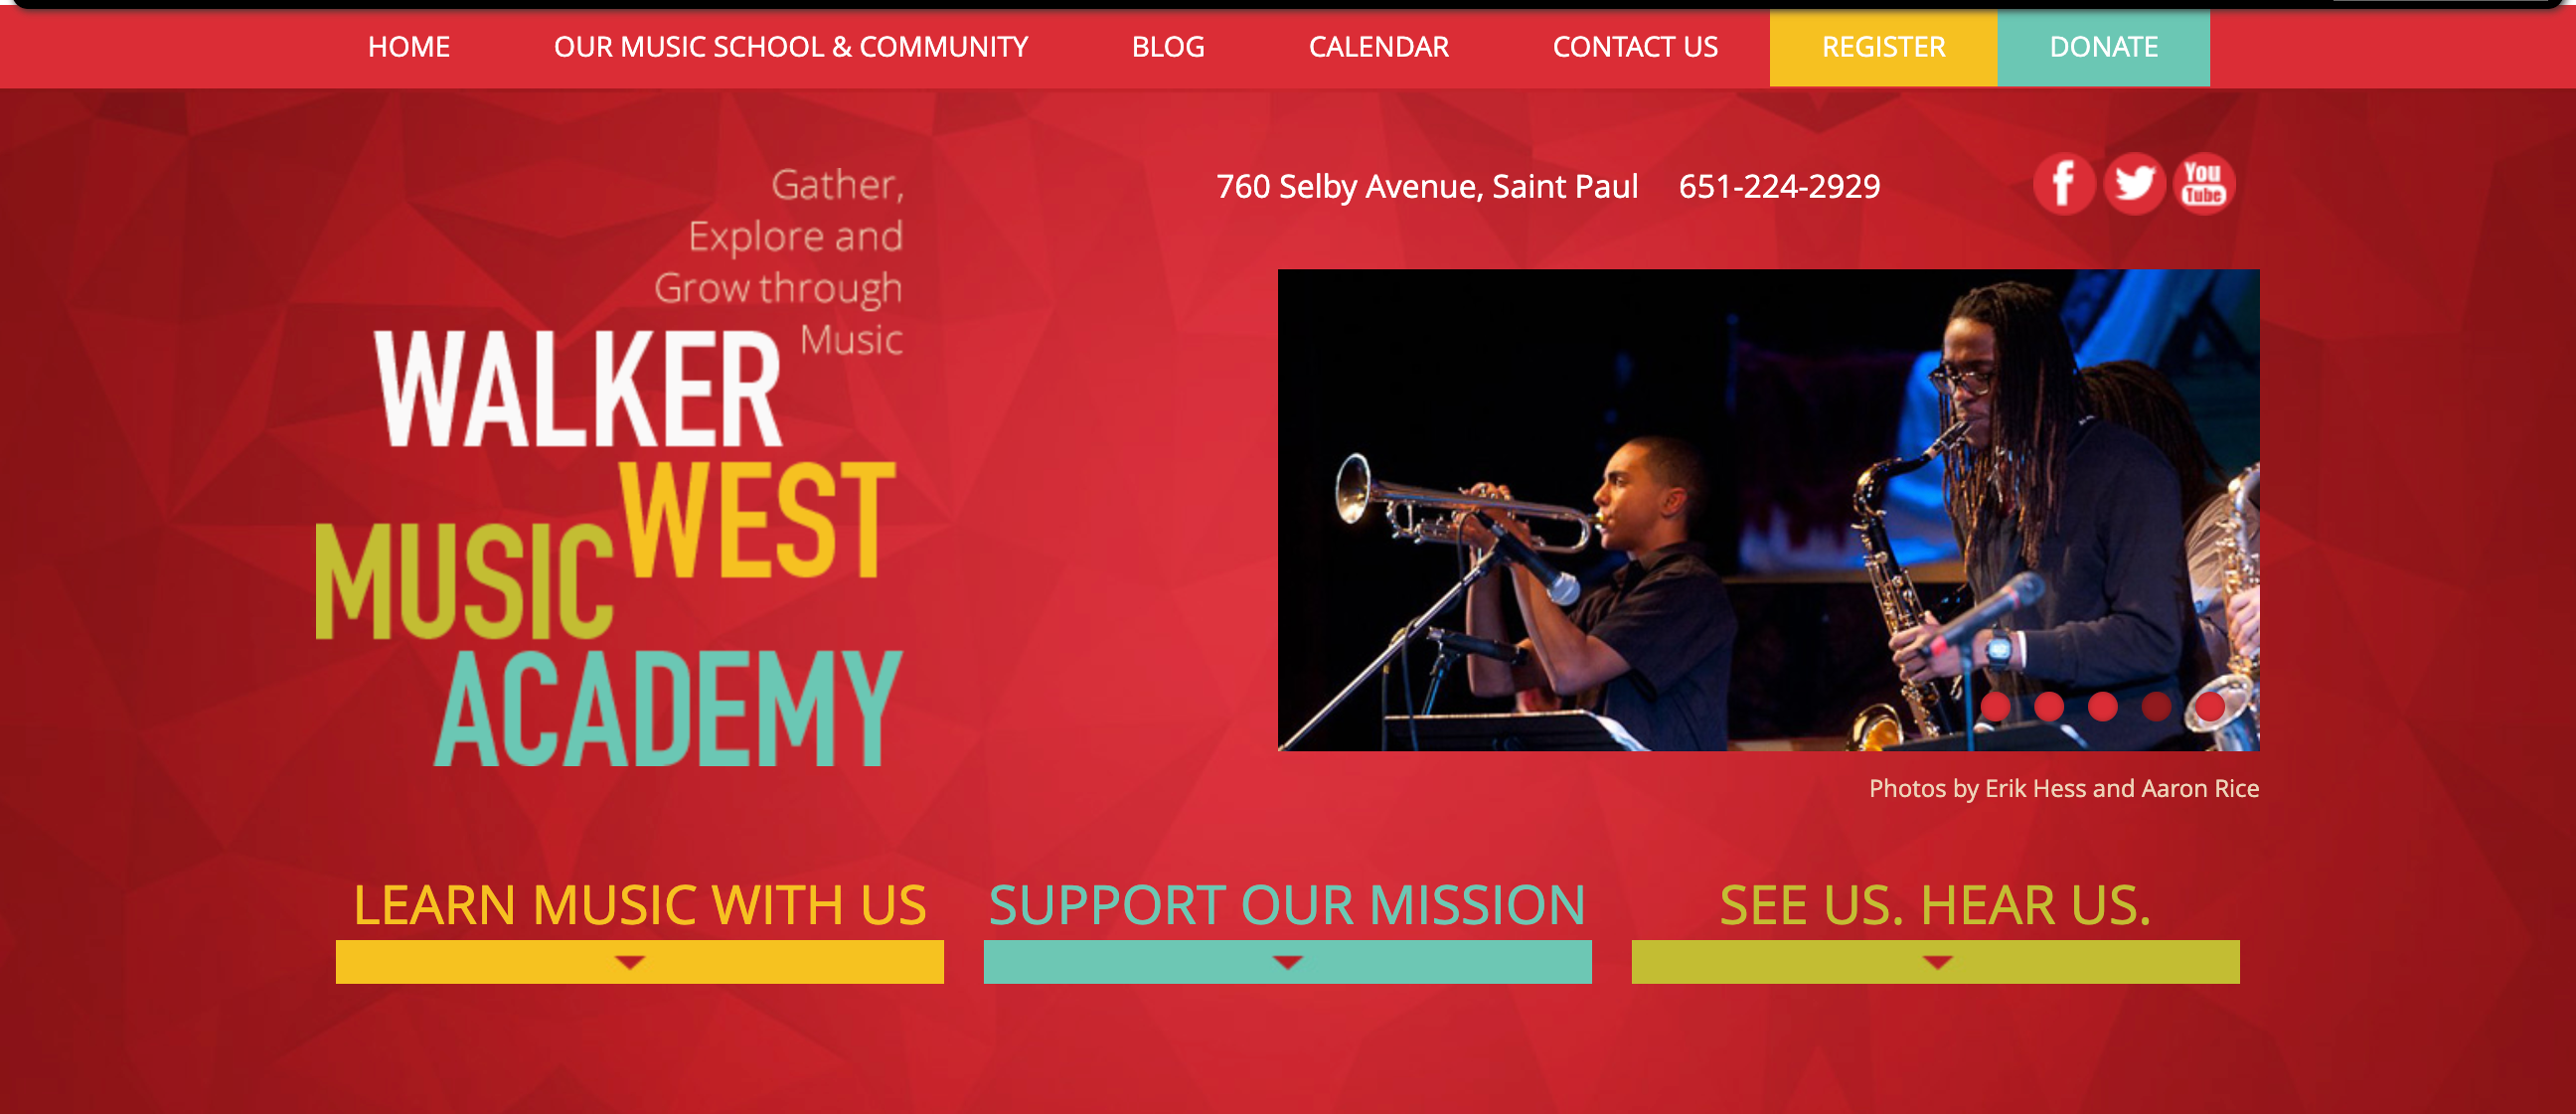 HOME OUR MUSIC SCHOOL & COMMUNITY BLOG CALENDAR CONTACT US REGISTER DONATE
760 Selby Avenue, Saint Paul 651-224-2929
f
You
Tube
Gather,
Explore and
Grow through
Music
WALKER
WEST
MUSIC
ACADEMY
Photos by Erik Hess and Aaron Rice
LEARN MUSIC WITH US
SUPPORT OUR MISSION
SEE US. HEAR US.